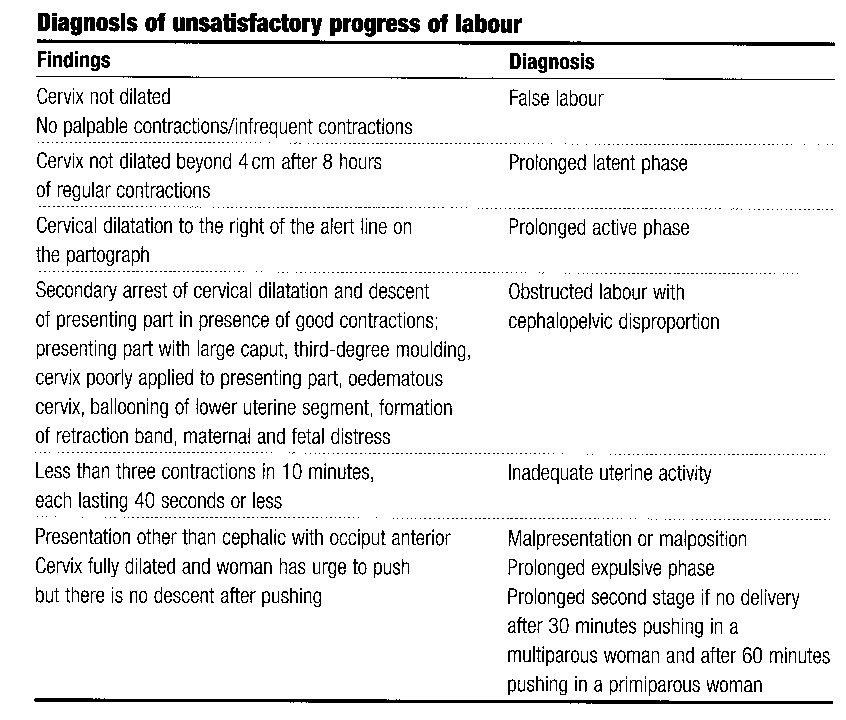 Diagnosis of unsatisfactory progress of labour
Findings Diagnosis
Cervix not dilated False labour
No palpable contractions/infrequent contractions
Cervix not dilated beyond 4 cm after 8 hours Prolonged latent phase
of regular contractions
Cervical dilatation to the right of the alert line on Prolonged active phase
the partograph
Secondary arrest of cervical dilatation and descent Obstructed labour with
of presenting part in presence of good contractions; cephalopelvic disproportion
presenting part with large caput, third-degree moulding,
cervix poorly applied to presenting part, oedematous
cervix, ballooning of lower uterine segment, formation
of retraction band, maternal and fetal distress
Less than three contractions in 10 minutes, Inadequate uterine activity
each lasting 40 seconds or less
Presentation other than cephalic with occiput anterior Malpresentation or malposition
Cervix fully dilated and woman has urge to push Prolonged expulsive phase
but there is no descent after pushing Prolonged second stage if no delivery
after 30 minutes pushing in a
multiparous woman and after 60 minutes
pushing in a primiparous woman